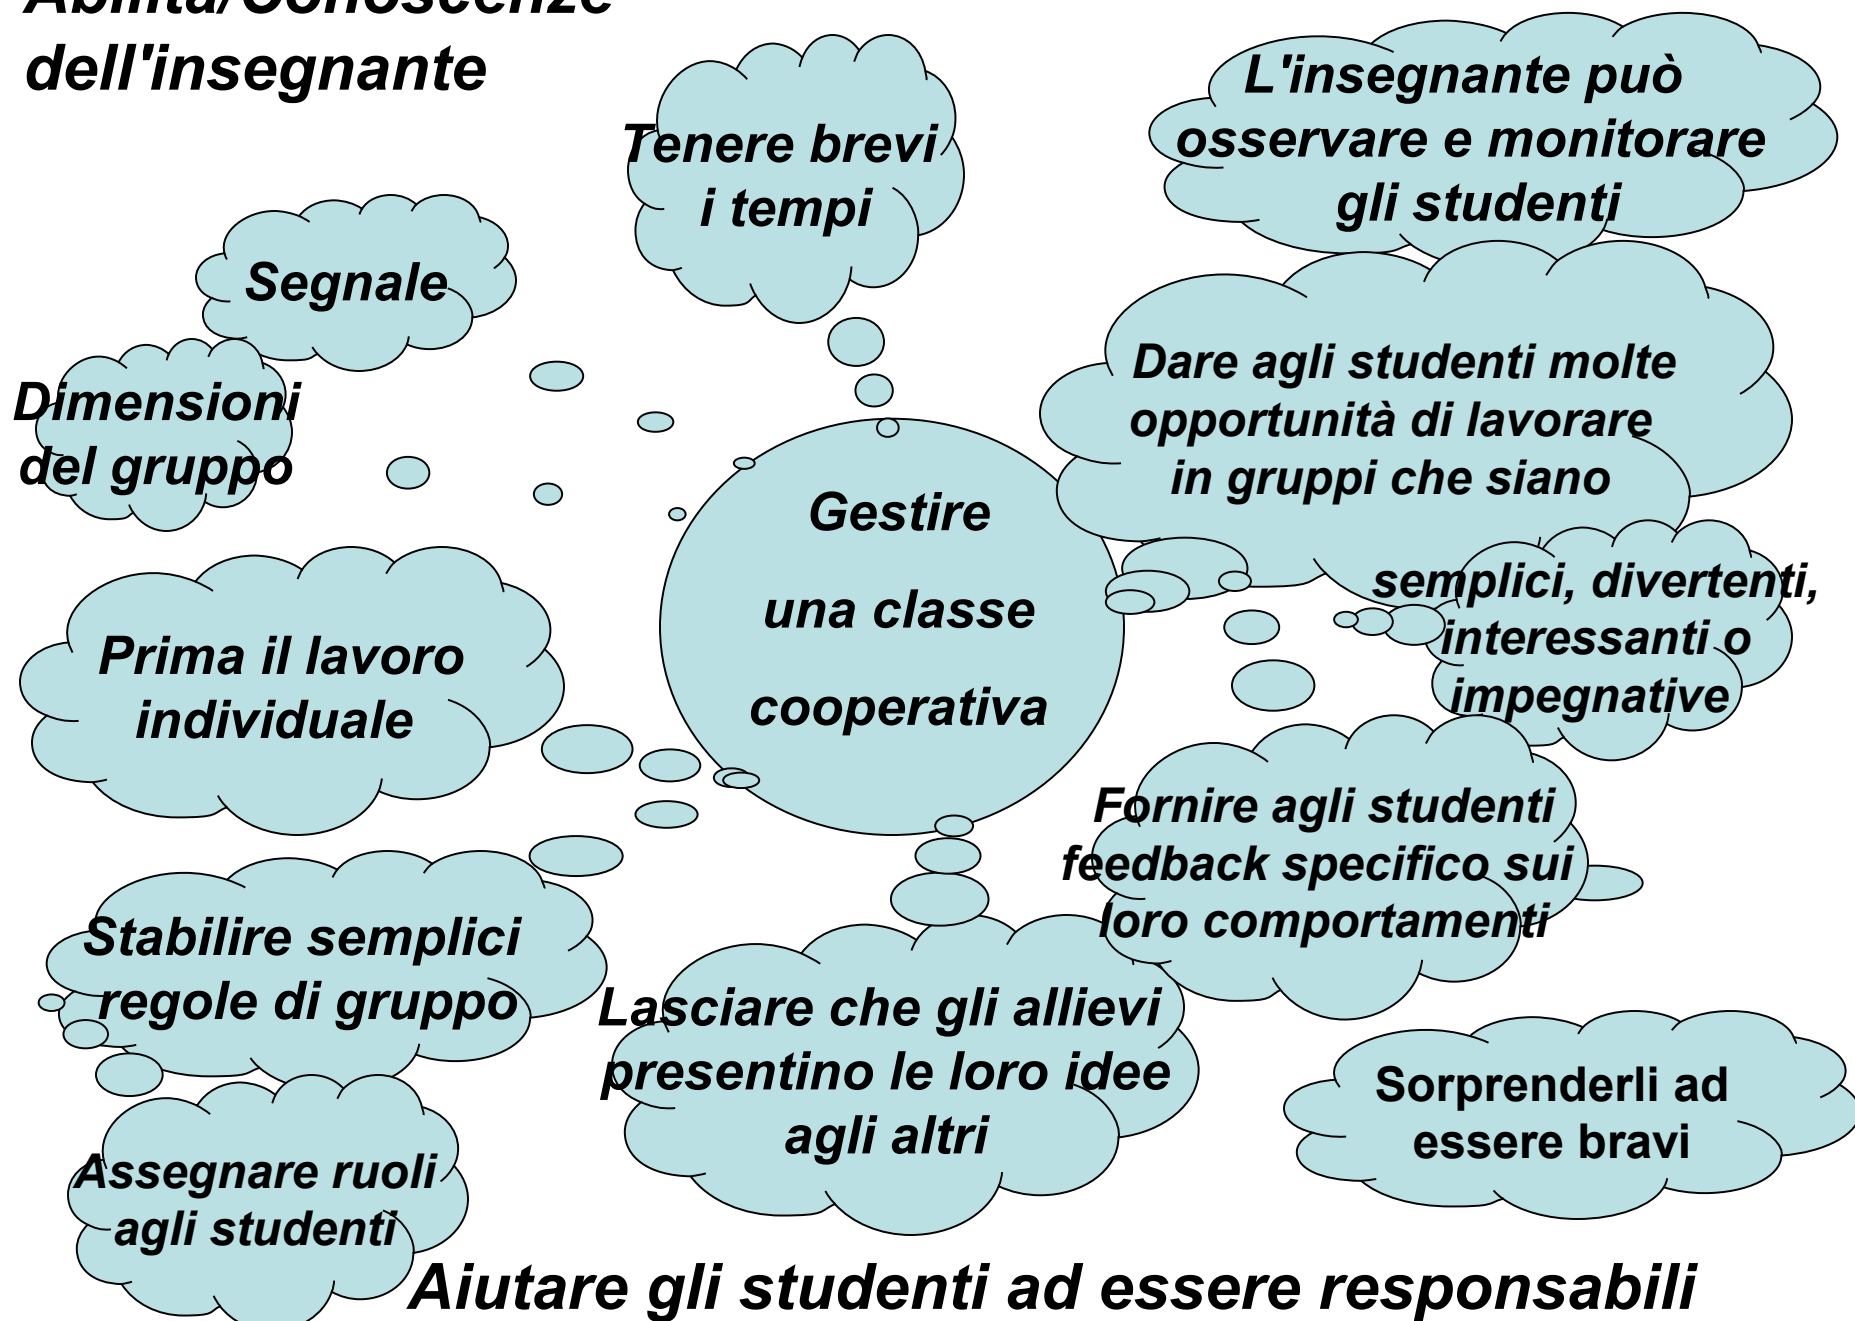 Abilità/Conoscenze
dell'insegnante
Tenere brevi
i tempi
L'insegnante può
osservare e monitorare
gli studenti
Segnale
Dimensioni
del gruppo
Dare agli studenti molte
opportunità di lavorare
in gruppi che siano
semplici, divertenti,
interessanti o
impegnative
Gestire
una classe
cooperativa
Prima il lavoro
individuale
Fornire agli studenti
feedback specifico sui
loro comportamenti
Stabilire semplici
regole di gruppo
Lasciare che gli allievi
presentino le loro idee
agli altri
Sorprenderli ad
essere bravi
Assegnare ruoli
agli studenti
Aiutare gli studenti ad essere responsabili